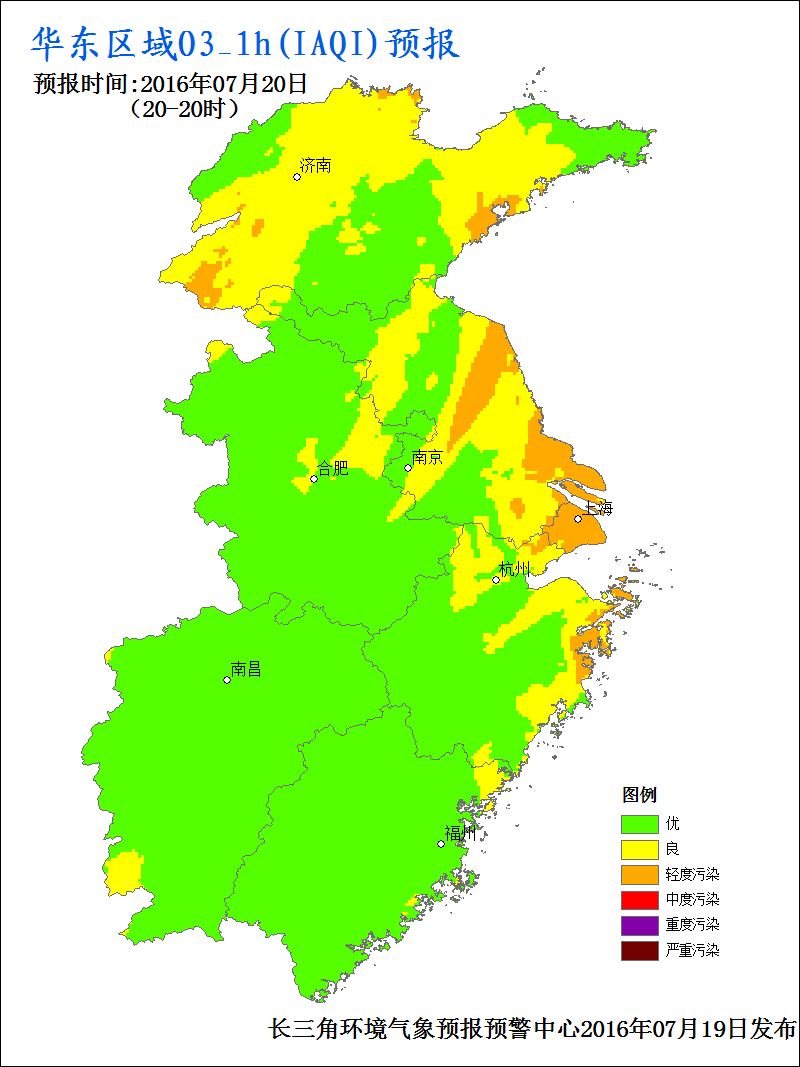 华东区域O3_1h(IAQI)预报
预报时间:2016年07月20日
(20-20时)
济南
南京
合肥
上海
杭州
南昌
福州
图例
优
良
轻度污染
中度污染
重度污染
严重污染
长三角环境气象预报预警中心2016年07月19日发布